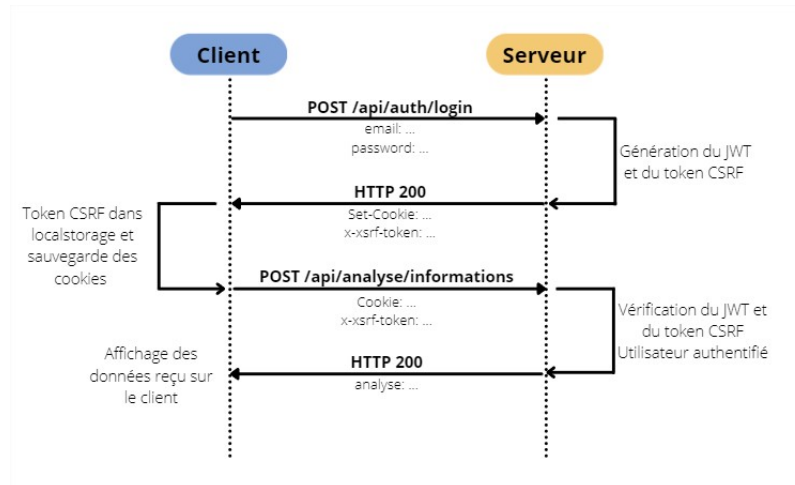 Client
Serveur
POST /api/auth/login
email: ...
password: ...
Génération du JWT
et du token CSRF
HTTP 200
Set-Cookie: ...
x-xsrf-token: ...
Token CSRF dans
localstorage et
sauvegarde des
cookies
POST /api/analyse/informations
Cookie: ...
x-xsrf-token: ...
Vérification du JWT et
du token CSRF
Utilisateur authentifié
HTTP 200
analyse: ...
Affichage des
données reçu sur
le client